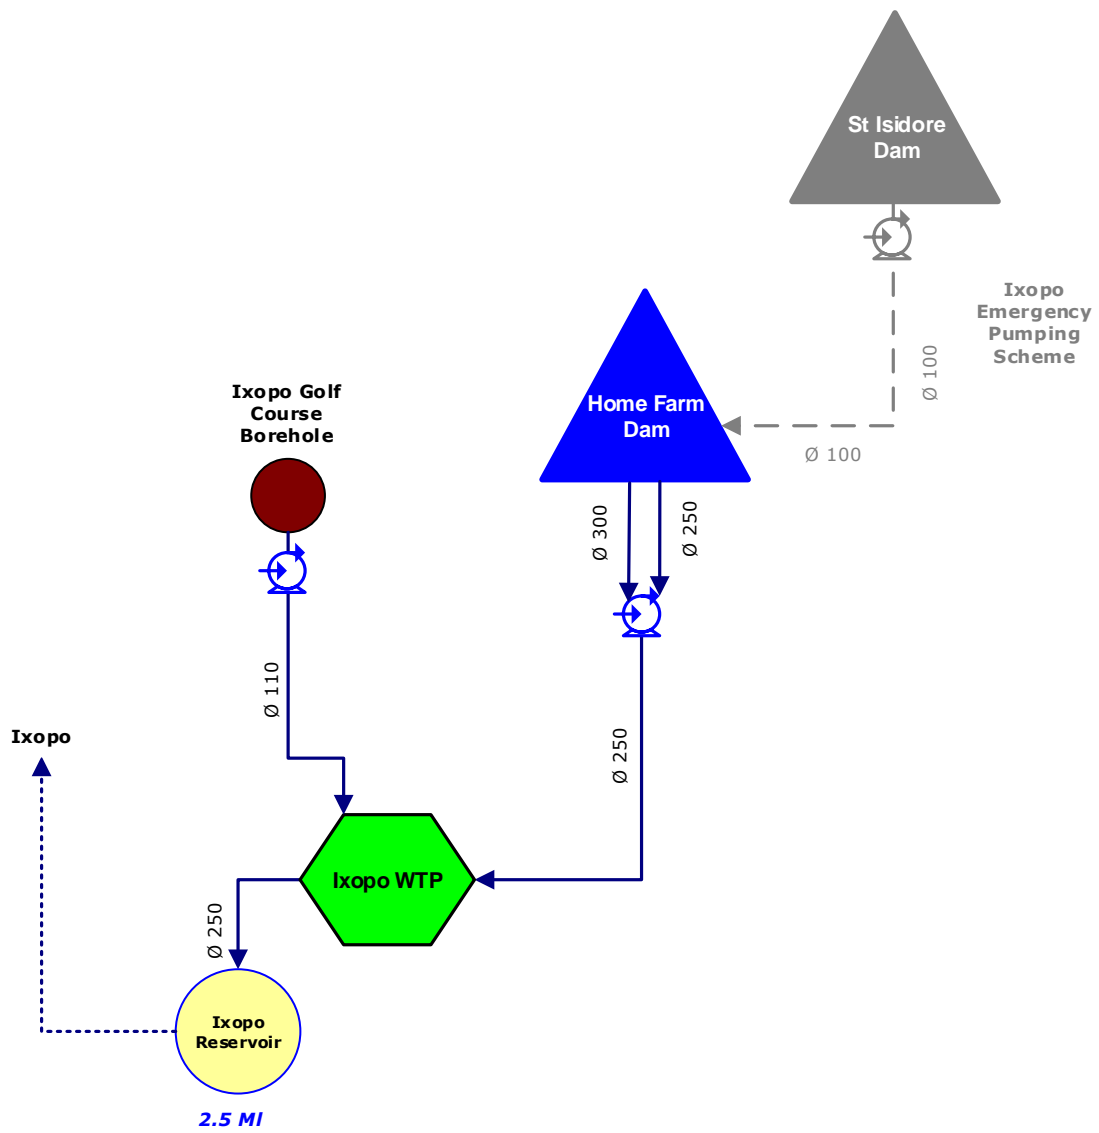 St Isidore
Dam
Ixopo
Emergency
Pumping
Scheme
Ø 100
Ø 100
Home Farm
Dam
Ixopo Golf
Course
Borehole
Ø 300
Ø 250
Ø 110
Ø 250
Ixopo
Ixopo WTP
Ø 250
Ixopo
Reservoir
2.5 Ml